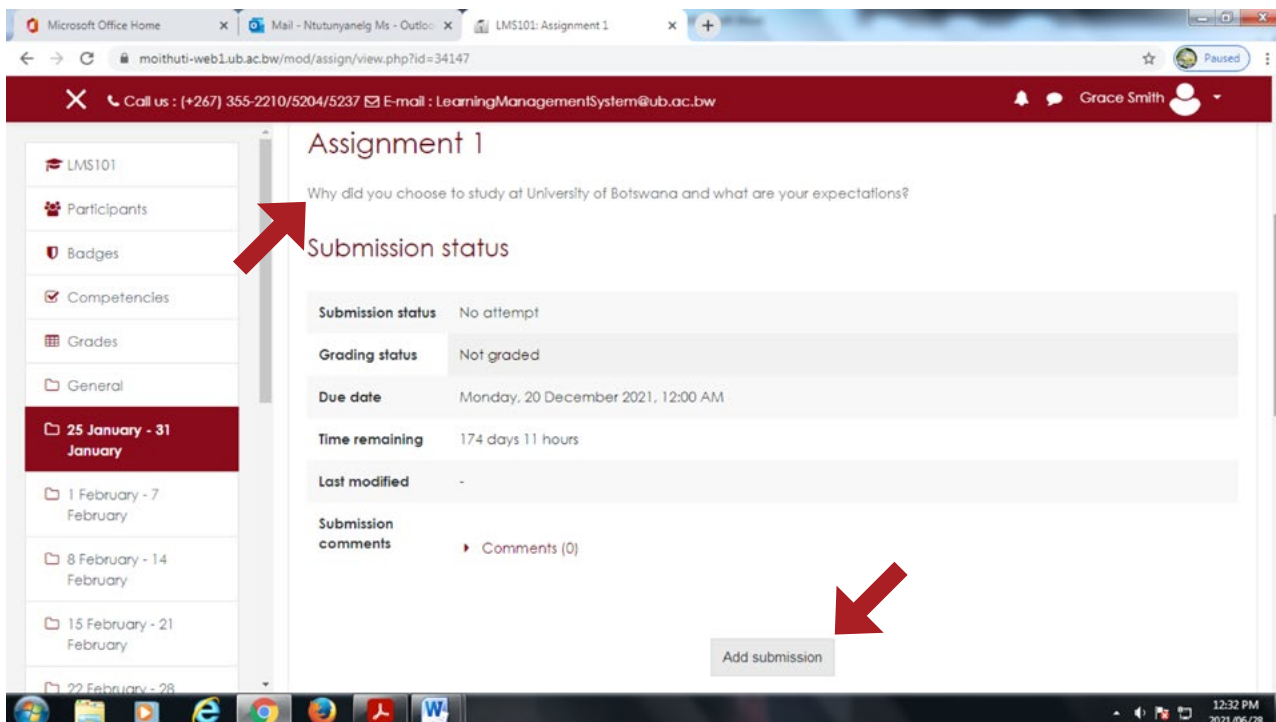 Microsoft Office Home
Mail - Ntutunyanelg Ms - Outloo
LMS101: Assignment 1
moithuti-web1.ub.ac.bw/mod/assign/view.php?id=34147
Paused
Call us : (+267) 355-2210/5204/5237 E-mail : LearningManagementSystem@ub.ac.bw
Grace Smith
LMS101
Participants
Badges
Competencies
Grades
General
25 January - 31
January
1 February - 7
February
8 February - 14
February
15 February - 21
February
22 February - 28
Assignment 1
Why did you choose to study at University of Botswana and what are your expectations?
Submission status
Submission status No attempt
Grading status Not graded
Due date Monday, 20 December 2021, 12:00 AM
Time remaining 174 days 11 hours
Last modified -
Submission
comments
Comments (0)
Add submission
12:32 PM
2021/06/28